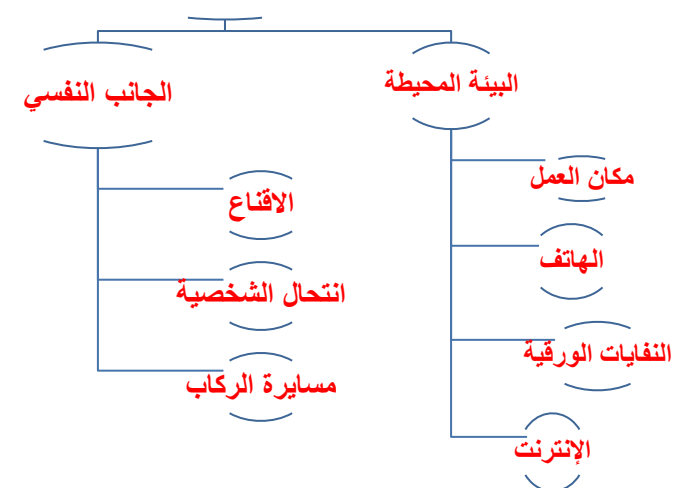 البيئة المحيطة
مكان العمل
الهاتف
النفايات الورقية
الإنترنت
الجانب النفسي
الاقناع
انتحال الشخصية
مسايرة الركاب